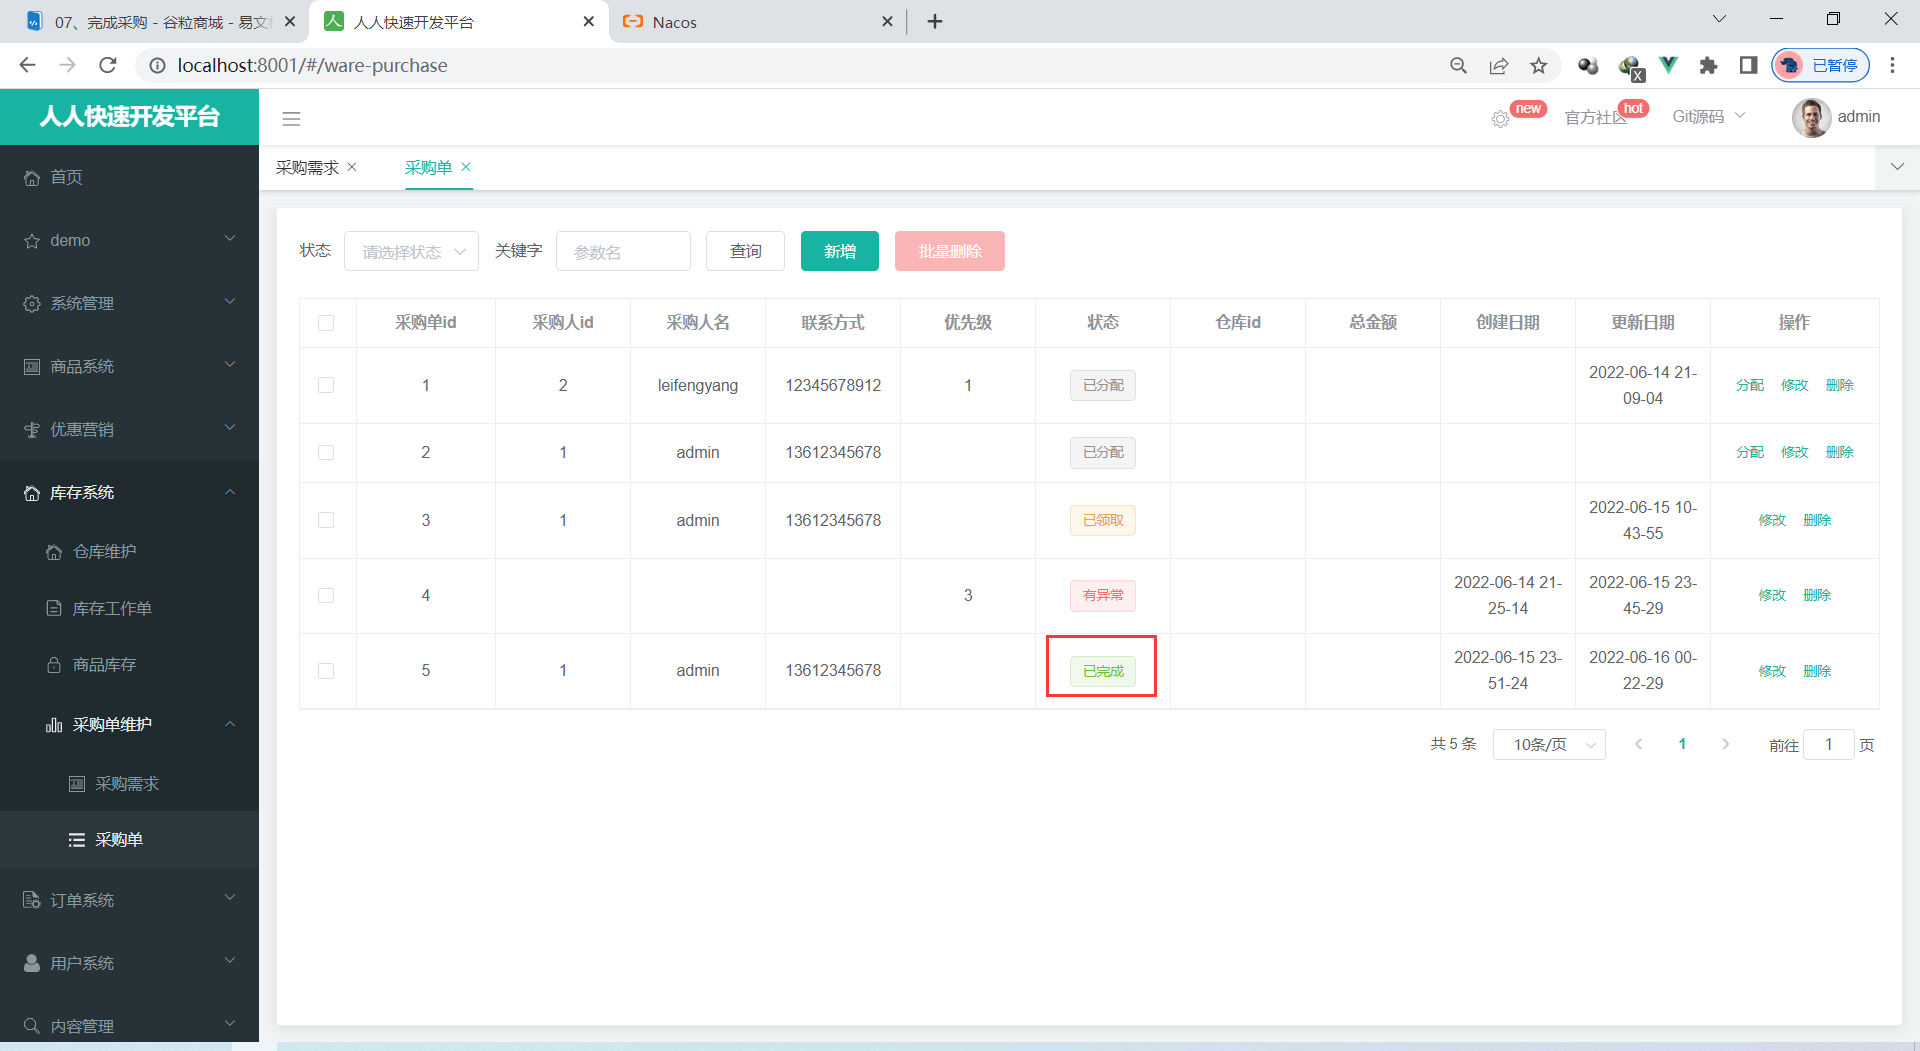 07、完成采购 - 谷粒商城 - 易文
人人快速开发平台
Nacos
localhost:8001/#/ware-purchase
已暂停
人人快速开发平台
new
官方社区
hot
Git源码
admin
首页
demo
系统管理
商品系统
优惠营销
库存系统
仓库维护
库存工作单
商品库存
采购单维护
采购需求
采购单
订单系统
用户系统
内容管理
采购需求
采购单
状态 请选择状态 关键字 参数名 查询 新增 批量删除
采购单id 采购人id 采购人名 联系方式 优先级 状态 仓库id 总金额 创建日期 更新日期 操作
1 2 leifengyang 12345678912 1 已分配 2022-06-14 21-09-04 分配 修改 删除
2 1 admin 13612345678 已分配 分配 修改 删除
3 1 admin 13612345678 已领取 2022-06-15 10-43-55 修改 删除
4 3 有异常 2022-06-14 21-25-14 2022-06-15 23-45-29 修改 删除
5 1 admin 13612345678 已完成 2022-06-15 23-51-24 2022-06-16 00-22-29 修改 删除
共 5 条 10条/页 1 前往 1 页